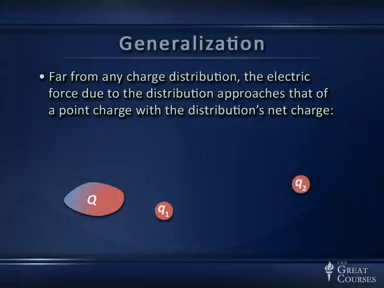 Generalization
• Far from any charge distribution, the electric
force due to the distribution approaches that of
a point charge with the distribution's net charge:
q₂
Q
q₁
THE
GREAT
COURSES